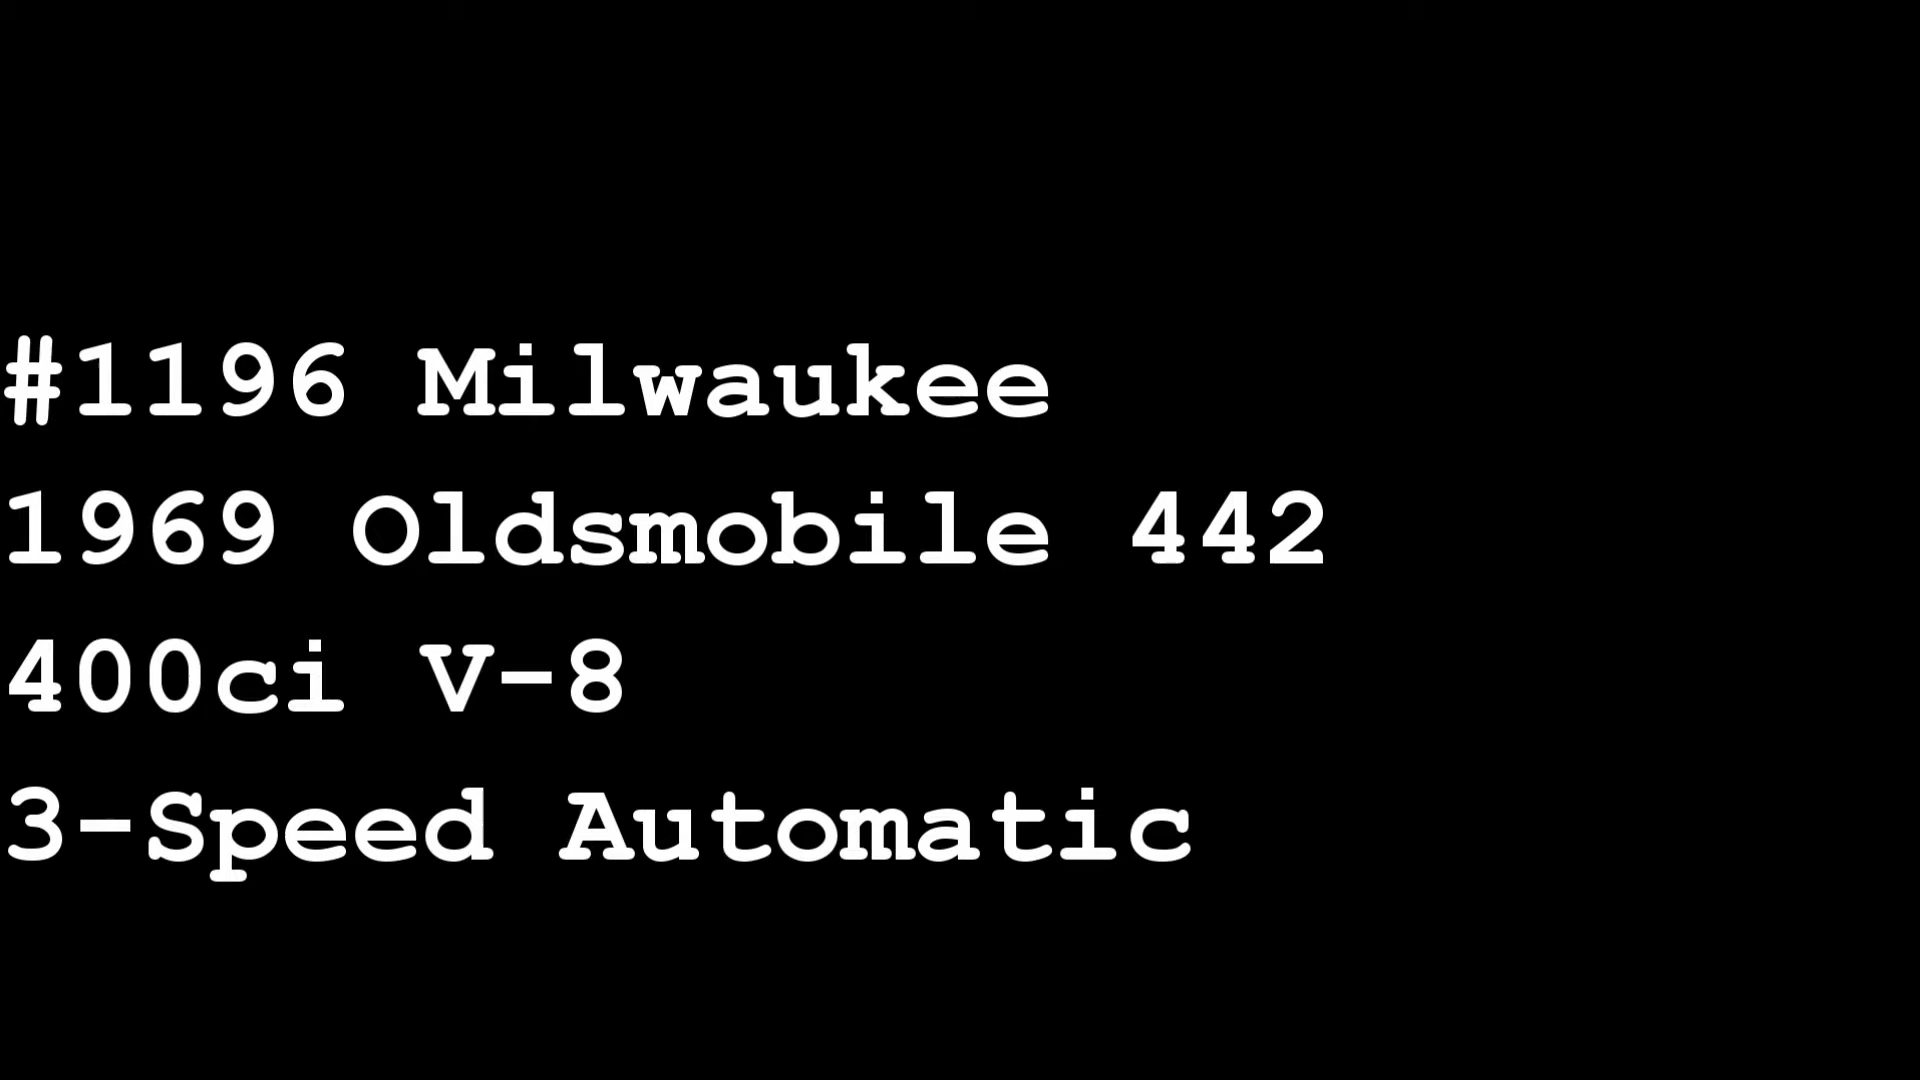 #1196 Milwaukee
1969 Oldsmobile 442
400ci V-8
3-Speed Automatic